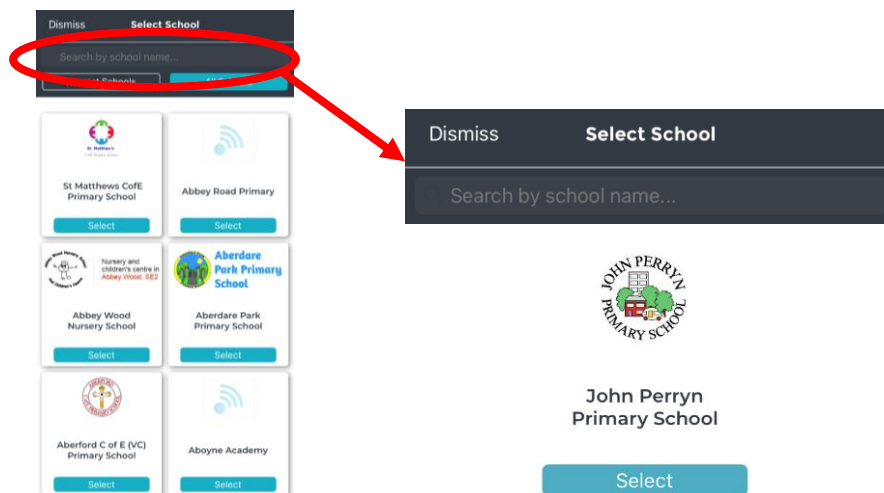 Dismiss Select School
Search by school name...
St. Matthew's
St Matthews CofE
Primary School
Select
Abbey Road Primary
Select
Nursery and
children's centre in
Abbey Wood, SE2
Abbey Wood
Nursery School
Select
Aberdare
Park Primary
School
Aberdare Park
Primary School
Select
Aberford C of E (VC)
Primary School
Select
Aboyne Academy
Select
Dismiss Select School
Search by school name...
JOHN PERRYN
PRIMARY SCHOOL
John Perryn
Primary School
Select